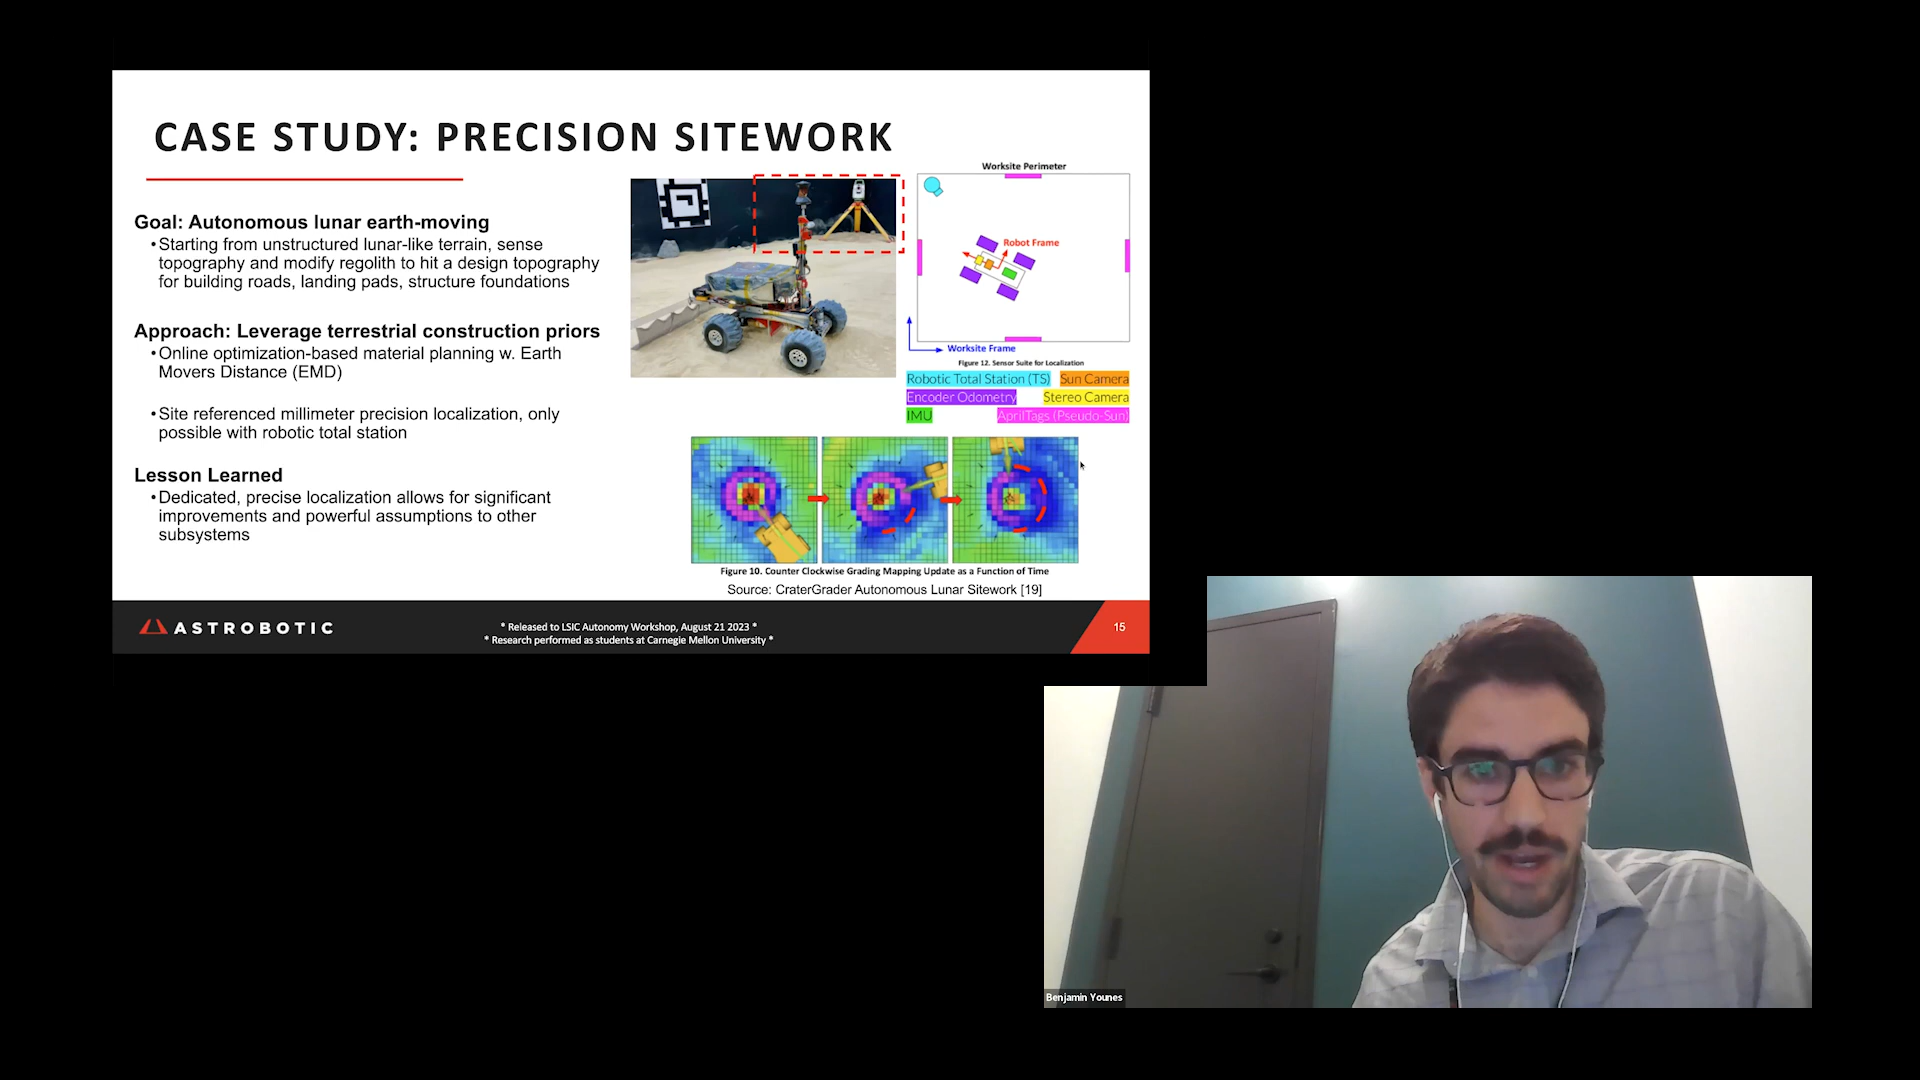 CASE STUDY: PRECISION SITEWORK
Goal: Autonomous lunar earth-moving
•Starting from unstructured lunar-like terrain, sense
topography and modify regolith to hit a design topography
for building roads, landing pads, structure foundations
Approach: Leverage terrestrial construction priors
•Online optimization-based material planning w. Earth
Movers Distance (EMD)
•Site referenced millimeter precision localization, only
possible with robotic total station
Lesson Learned
•Dedicated, precise localization allows for significant
improvements and powerful assumptions to other
subsystems
Worksite Perimeter
Robot Frame
Worksite Frame
Figure 12. Sensor Suite for Localization
Robotic Total Station (TS) Sun Camera
Encoder Odometry Stereo Camera
IMU AprilTags (Pseudo-Sun)
Figure 10. Counter Clockwise Grading Mapping Update as a Function of Time
Source: CraterGrader Autonomous Lunar Sitework [19]
ASTROBOTIC
* Released to LSIC Autonomy Workshop, August 21 2023 *
* Research performed as students at Carnegie Mellon University *
15
Benjamin Younes